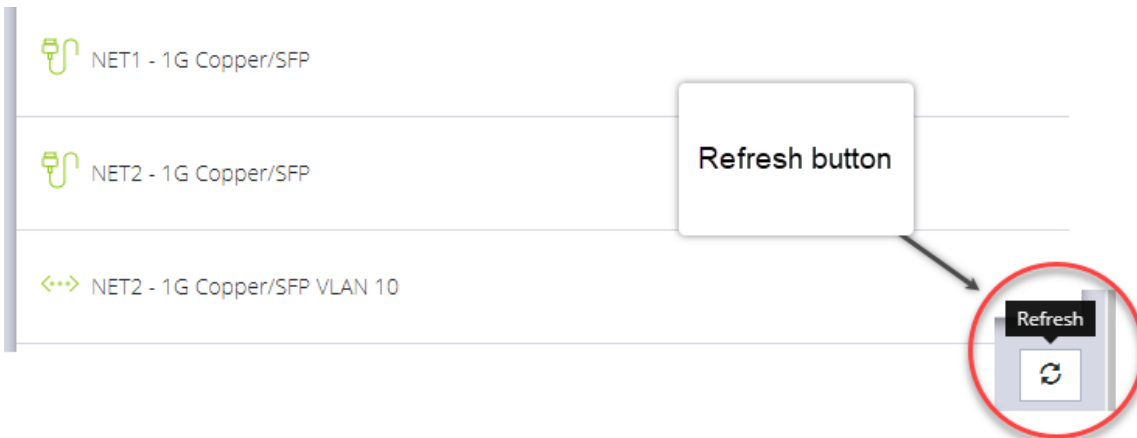 NET1 - 1G Copper/SFP
NET2 - 1G Copper/SFP
Refresh button
NET2 - 1G Copper/SFP VLAN 10
Refresh